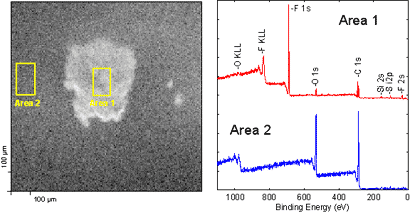 Area 1
Area 2
100 µm
100 µm
Area 1
-O KLL
-F KLL
-F 1s
-O 1s
-C 1s
-Si 2s
-Si 2p
-F 2s
Area 2
1000
800
600
400
200
0
Binding Energy (eV)